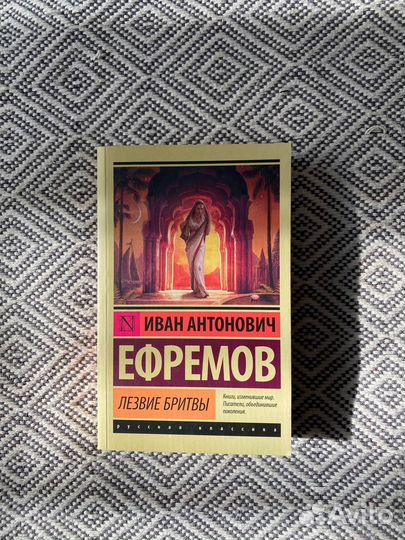 N
ИВАН АНТОНОВИЧ
ЕФРЕМОВ
ЛЕЗВИЕ БРИТВЫ
Книги, изменившие мир.
Писатели, объединившие
поколения.
русская классика
Avito